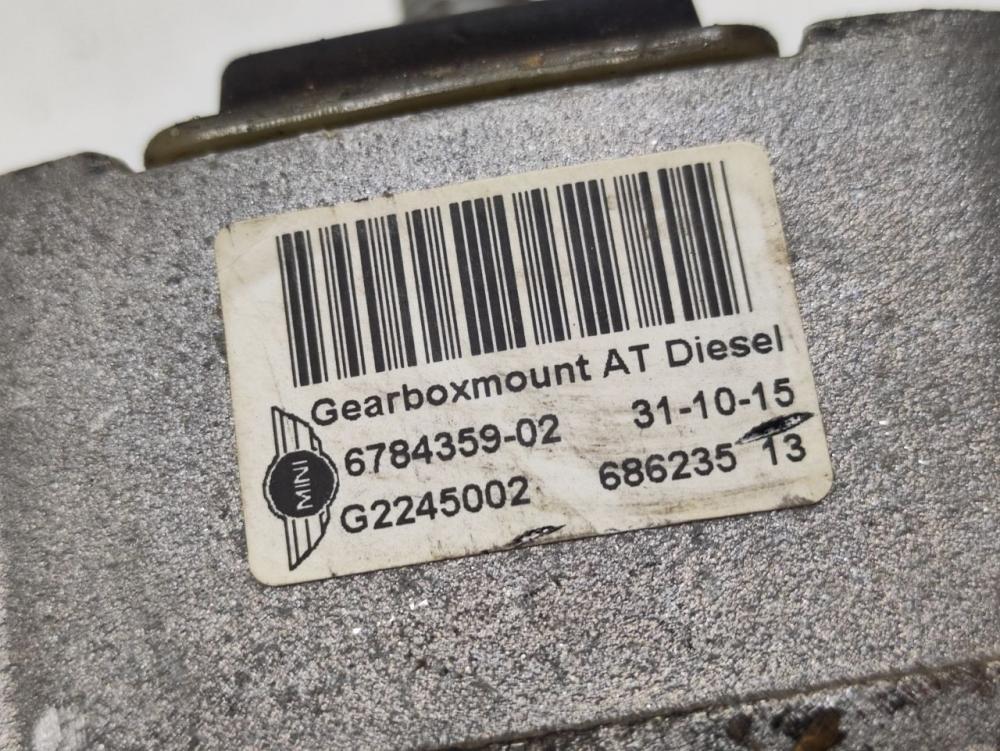 Gearboxmount AT Diesel
6784359-02 31-10-15
G2245002 686235 13
MINI